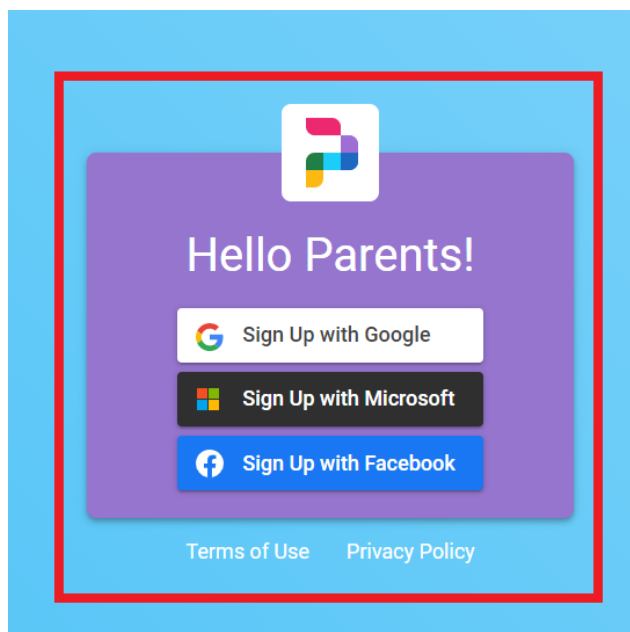 Hello Parents!
Sign Up with Google
Sign Up with Microsoft
Sign Up with Facebook
Terms of Use Privacy Policy